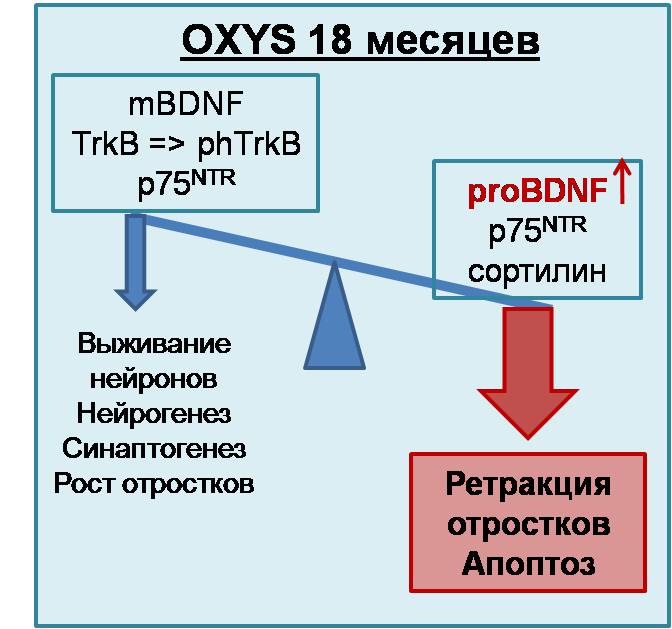 OXYS 18 месяцев
mBDNF
TrkB => phTrkB
p75NTR
proBDNF
p75NTR
сортилин
Выживание
нейронов
Нейрогенез
Синаптогенез
Рост отростков
Ретракция
отростков
Апоптоз